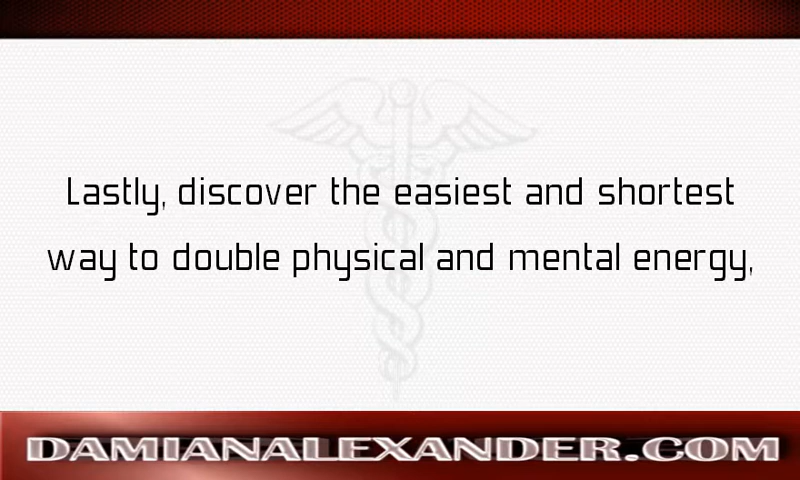 Lastly, discover the easiest and shortest
way to double physical and mental energy,
DAMIANALEXANDER.COM